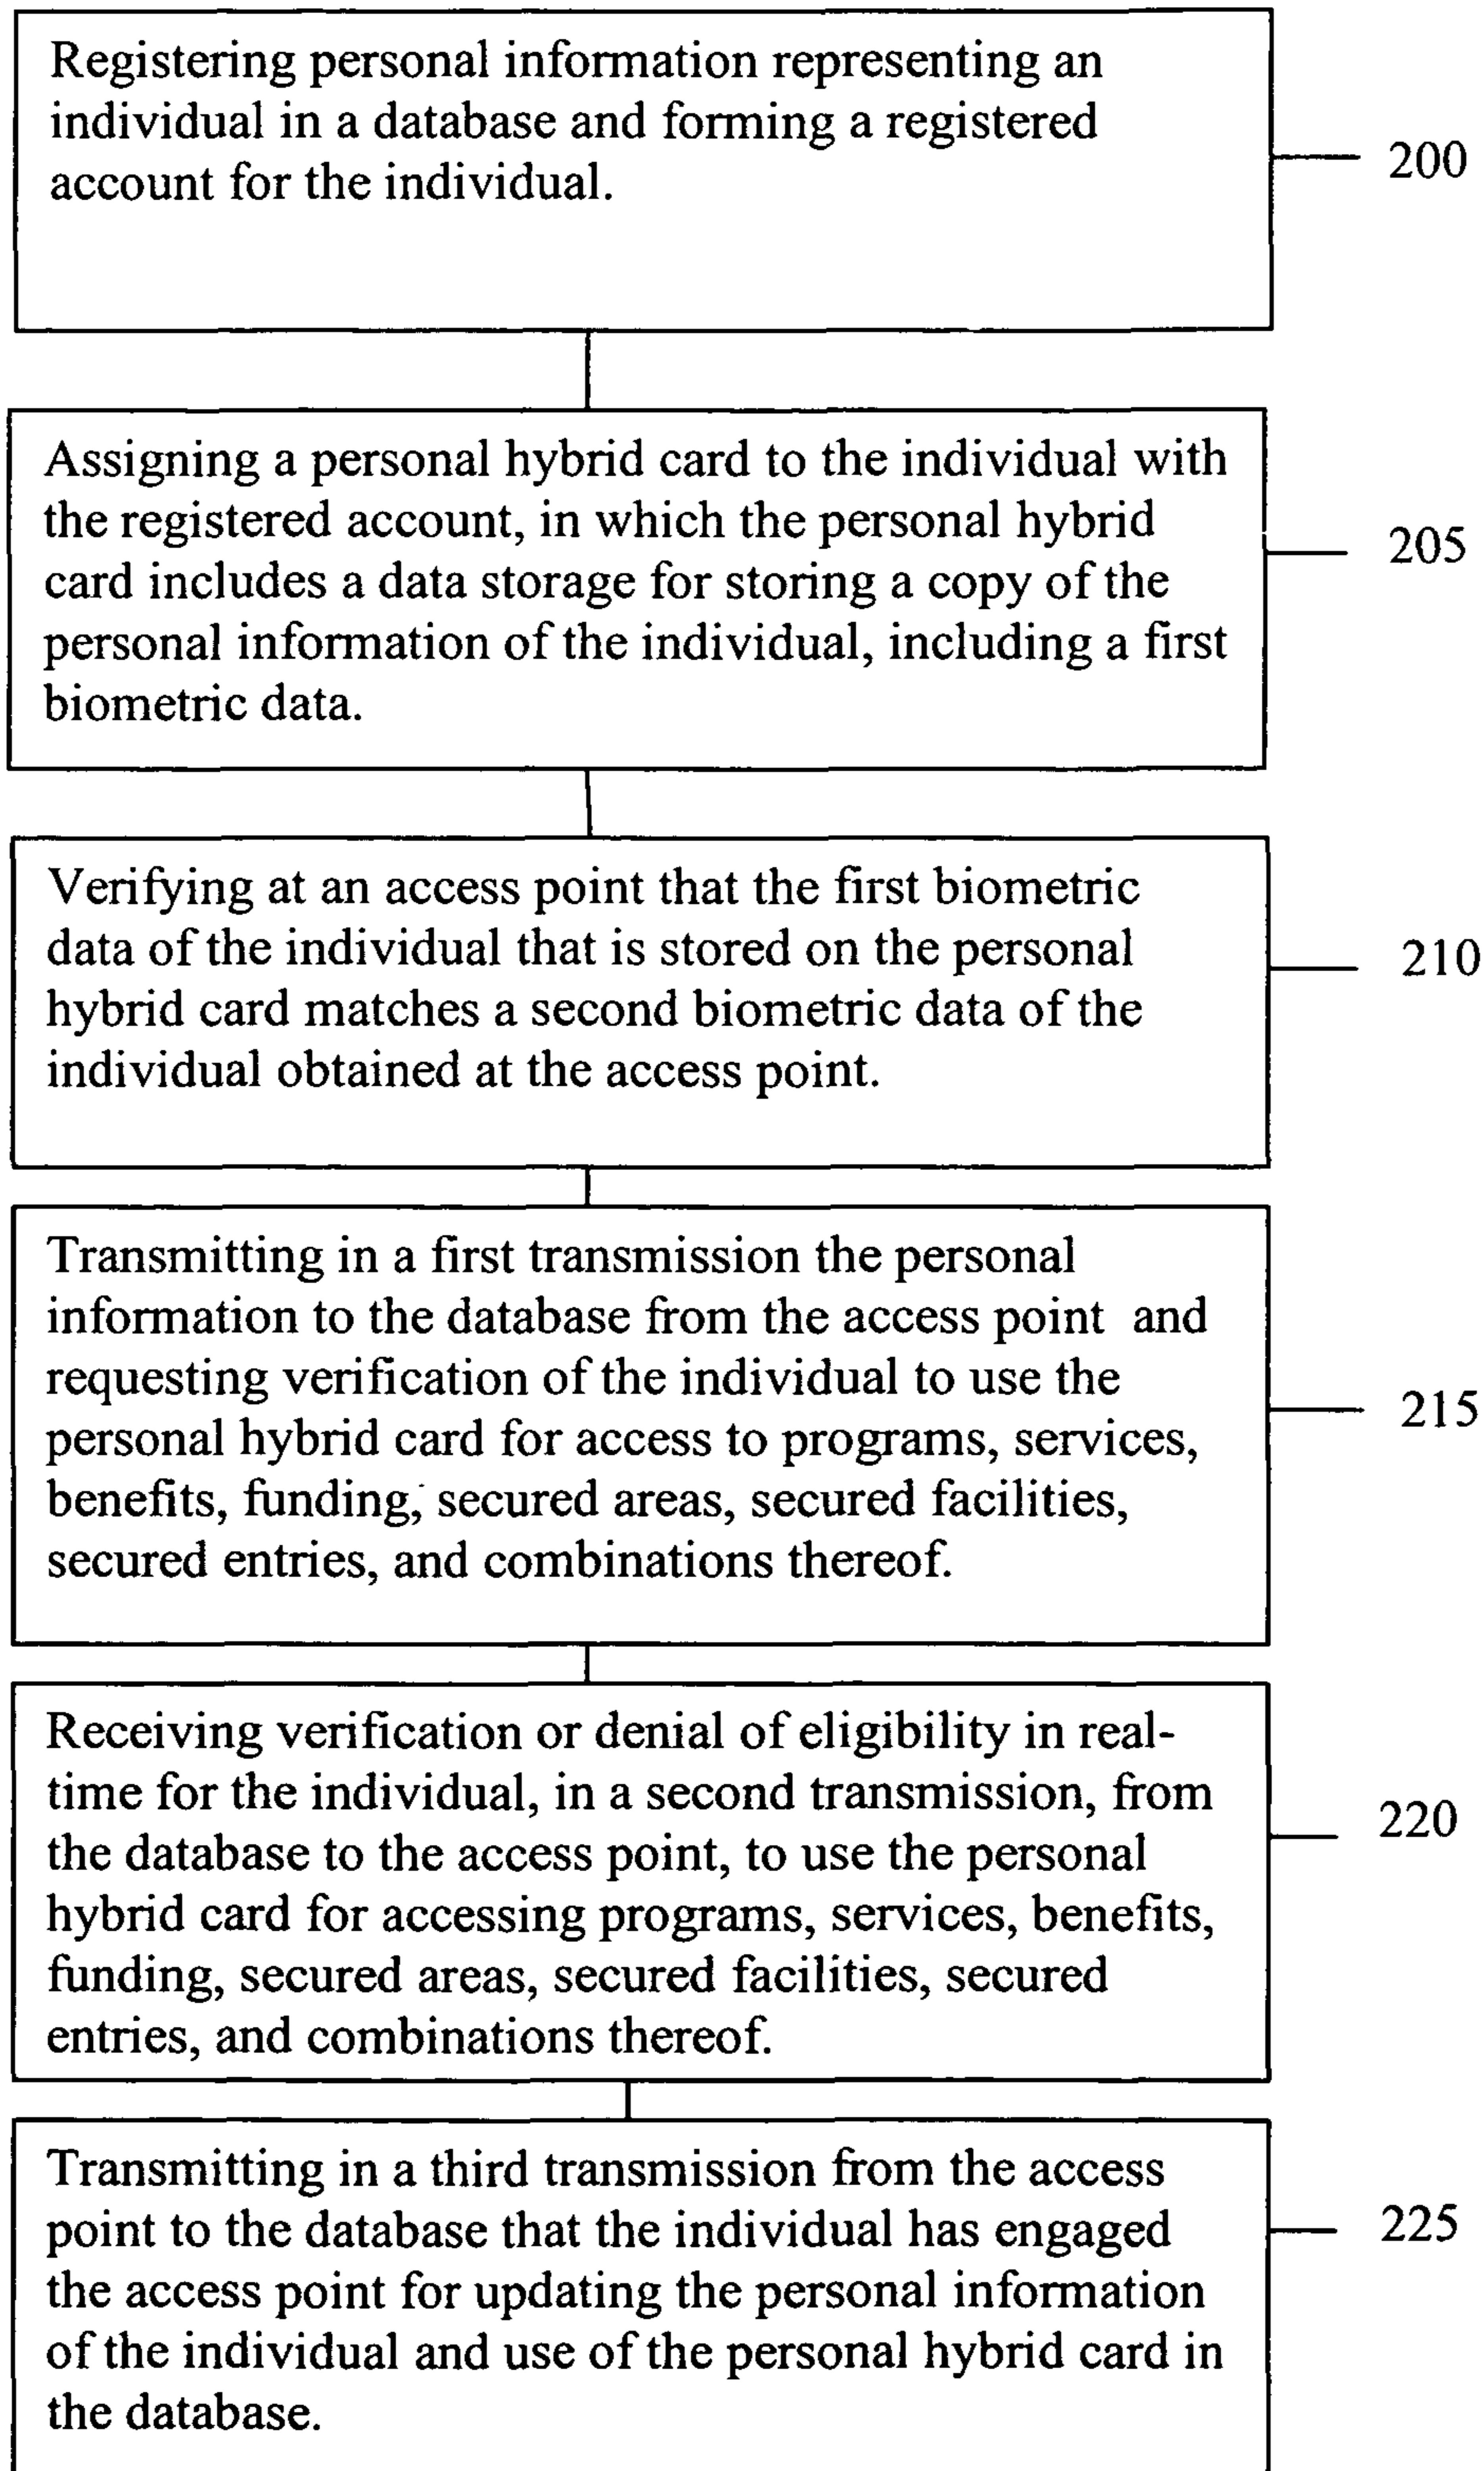 Registering personal information representing an
individual in a database and forming a registered
account for the individual.
200
Assigning a personal hybrid card to the individual with
the registered account, in which the personal hybrid
card includes a data storage for storing a copy of the
personal information of the individual, including a first
biometric data.
205
Verifying at an access point that the first biometric
data of the individual that is stored on the personal
hybrid card matches a second biometric data of the
individual obtained at the access point.
210
Transmitting in a first transmission the personal
information to the database from the access point and
requesting verification of the individual to use the
personal hybrid card for access to programs, services,
benefits, funding, secured areas, secured facilities,
secured entries, and combinations thereof.
215
Receiving verification or denial of eligibility in real-
time for the individual, in a second transmission, from
the database to the access point, to use the personal
hybrid card for accessing programs, services, benefits,
funding, secured areas, secured facilities, secured
entries, and combinations thereof.
220
Transmitting in a third transmission from the access
point to the database that the individual has engaged
the access point for updating the personal information
of the individual and use of the personal hybrid card in
the database.
225